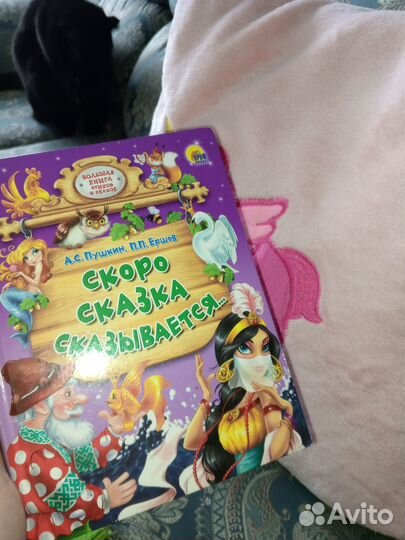 БОЛЬШАЯ
КНИГА
СТИХОВ
И СКАЗОК
А.С. Пушкин, П.П. Ершов
СКОРО
СКАЗКА
СКАЗЫВАЕТСЯ...
Avito